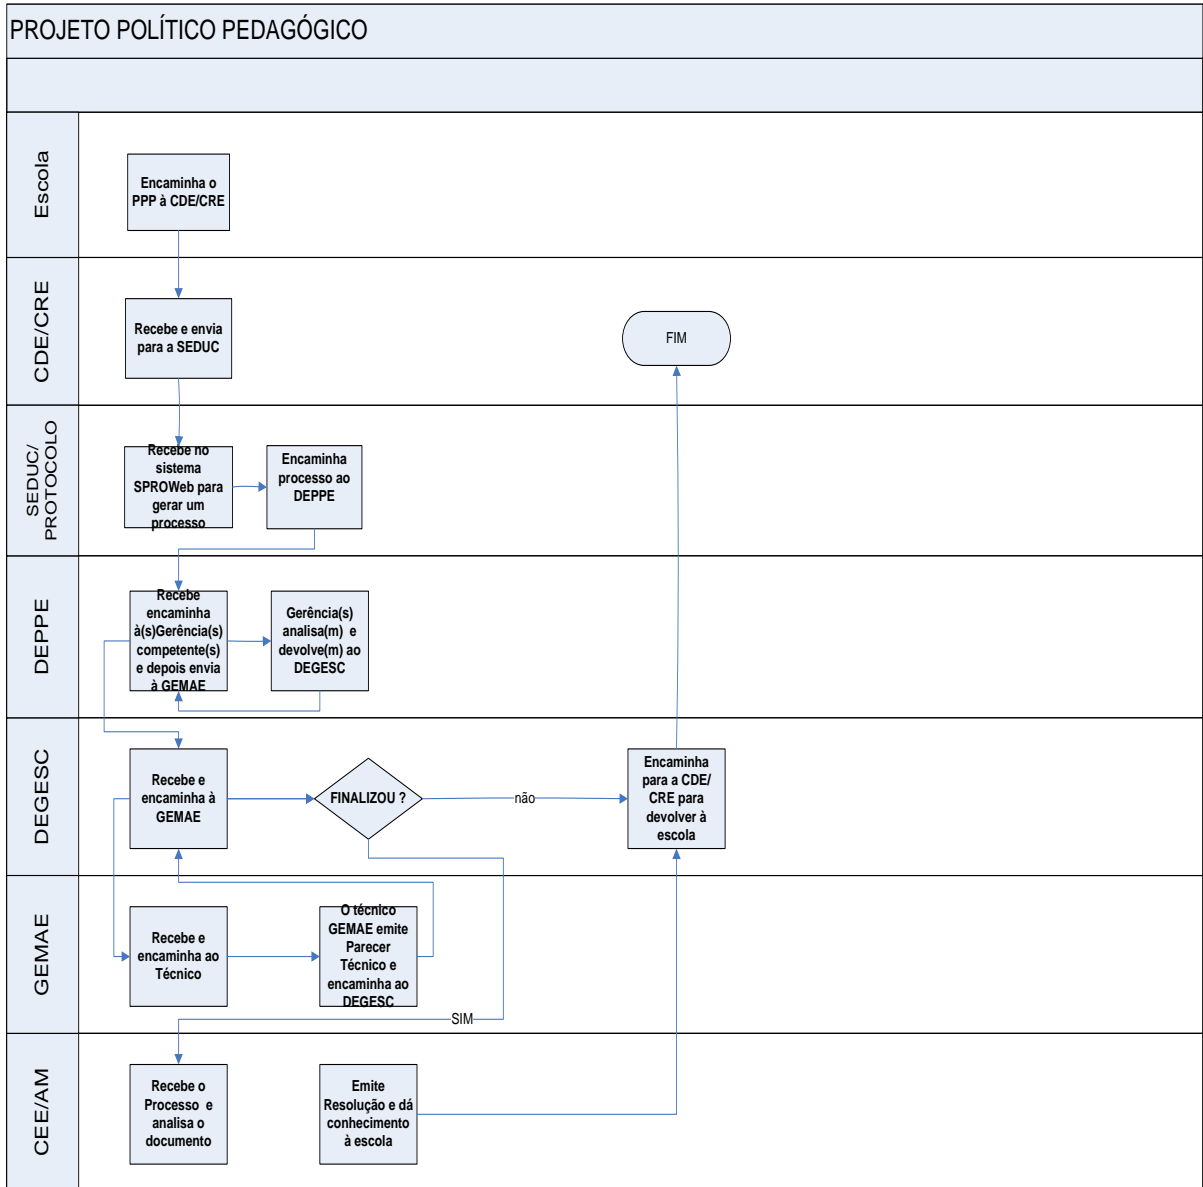 PROJETO POLÍTICO PEDAGÓGICO
Escola
Encaminha o
PPP à CDE/CRE
CDE/CRE
Recebe e envia
para a SEDUC
FIM
SEDUC/
PROTOCOLO
Recebe no
sistema
SPROWeb para
gerar um
processo
Encaminha
processo ao
DEPPE
DEPPE
Recebe
encaminha
à(s)Gerência(s)
competente(s)
e depois envia
à GEMAE
Gerência(s)
analisa(m) e
devolve(m) ao
DEGESC
DEGESC
Recebe e
encaminha à
GEMAE
FINALIZOU ?
não
Encaminha
para a CDE/
CRE para
devolver à
escola
GEMAE
Recebe e
encaminha ao
Técnico
O técnico
GEMAE emite
Parecer
Técnico e
encaminha ao
DEGESC
SIM
CEE/AM
Recebe o
Processo e
analisa o
documento
Emite
Resolução e dá
conhecimento
à escola